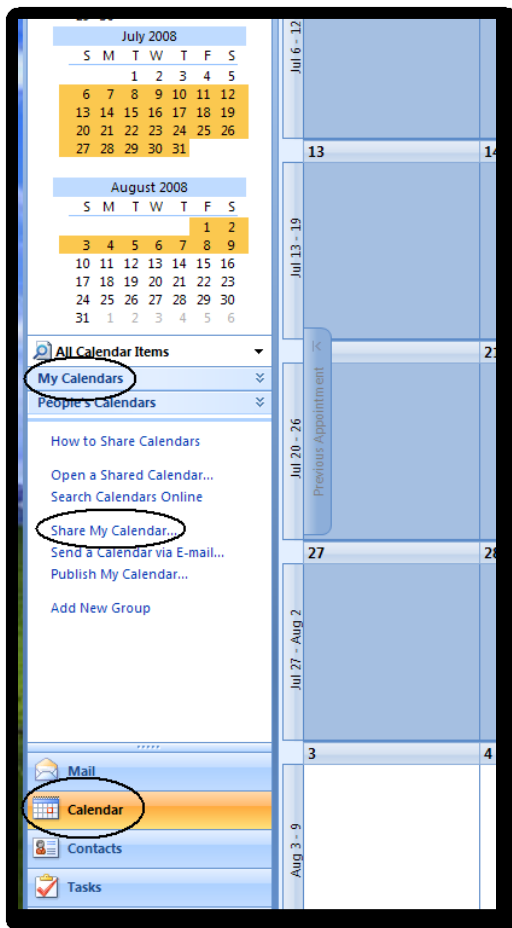 July 2008
S M T W T F S
1 2 3 4 5
6 7 8 9 10 11 12
13 14 15 16 17 18 19
20 21 22 23 24 25 26
27 28 29 30 31
August 2008
S M T W T F S
1 2
3 4 5 6 7 8 9
10 11 12 13 14 15 16
17 18 19 20 21 22 23
24 25 26 27 28 29 30
31 1 2 3 4 5 6
All Calendar Items
My Calendars
People's Calendars
How to Share Calendars
Open a Shared Calendar...
Search Calendars Online
Share My Calendar...
Send a Calendar via E-mail...
Publish My Calendar...
Add New Group
Mail
Calendar
Contacts
Tasks
Jul 6 - 12
13 14
Jul 13 - 19
21
Jul 20 - 26
Previous Appointment
27 28
Jul 27 - Aug 2
3 4
Aug 3 - 9